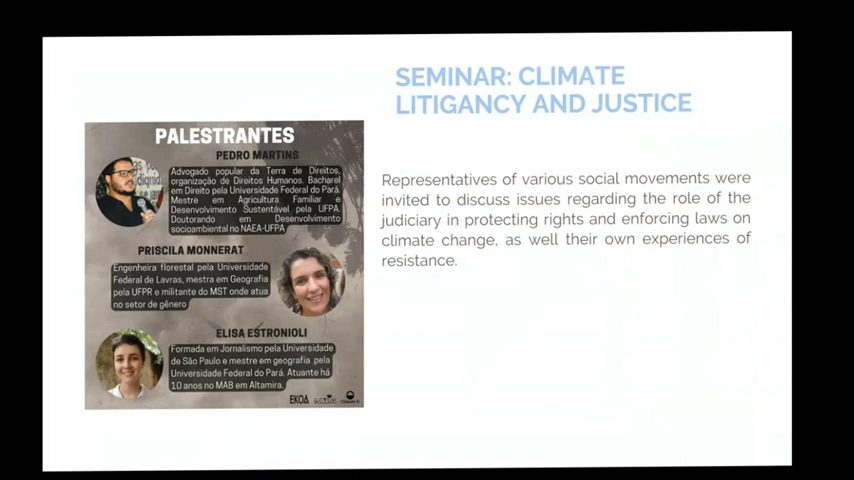 SEMINAR: CLIMATE
LITIGANCY AND JUSTICE
Representatives of various social movements were
invited to discuss issues regarding the role of the
judiciary in protecting rights and enforcing laws on
climate change, as well their own experiences of
resistance.
PALESTRANTES
PEDRO MARTINS
Advogado popular da Terra de Direitos,
organização de Direitos Humanos. Bacharel
em Direito pela Universidade Federal do Pará.
Mestre em Agricultura Familiar e
Desenvolvimento Sustentável pela UFPA.
Doutorando em Desenvolvimento
socioambiental no NAEA-UFPA
PRISCILA MONNERAT
Engenheira florestal pela Universidade
Federal de Lavras, mestra em Geografia
pela UFPR e militante do MST onde atua
no setor de gênero
ELISA ESTRONIOLI
Formada em Jornalismo pela Universidade
de São Paulo e mestre em geografia pela
Universidade Federal do Pará. Atuante há
10 anos no MAB em Altamira.
EKOA